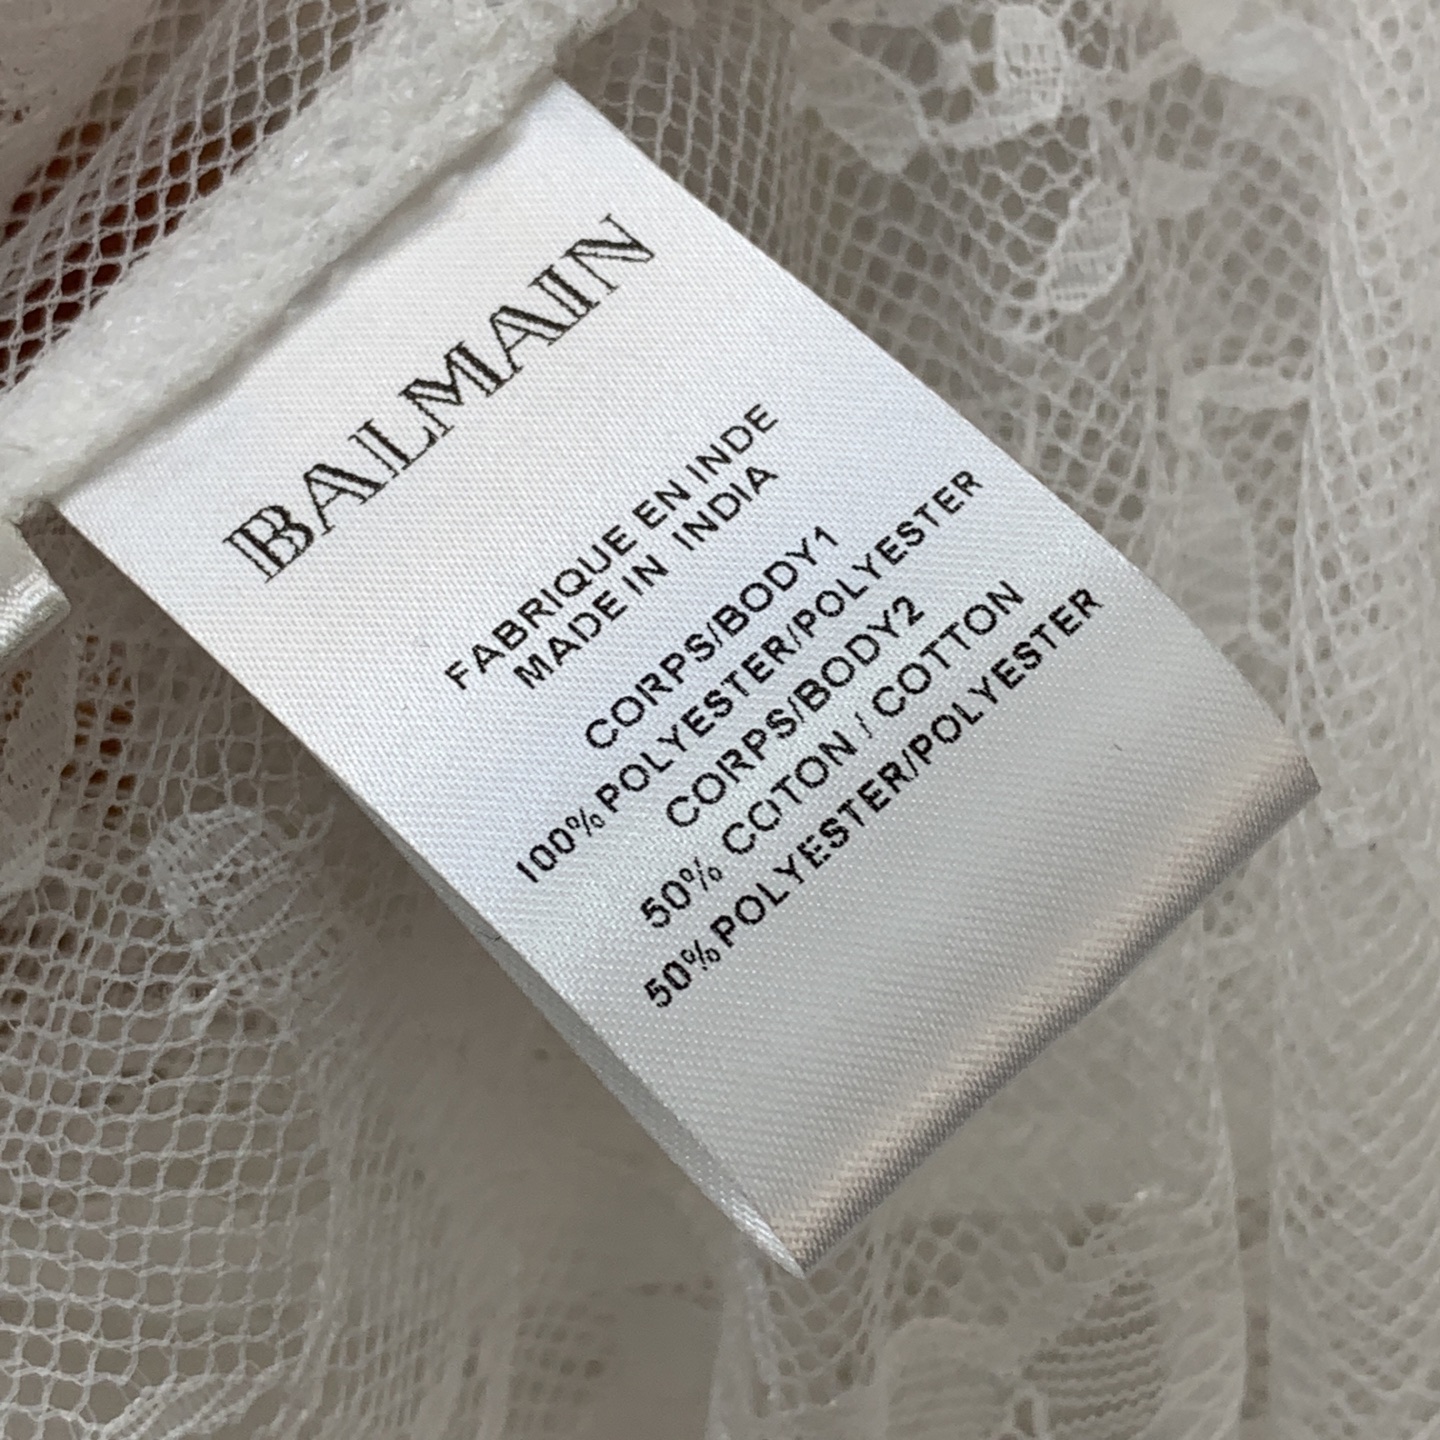 BALMAIN
FABRIQUE EN INDE
MADE IN INDIA
CORPS/BODY1
100% POLYESTER/POLYESTER
CORPS/BODY2
50% COTON / COTTON
50% POLYESTER/POLYESTER